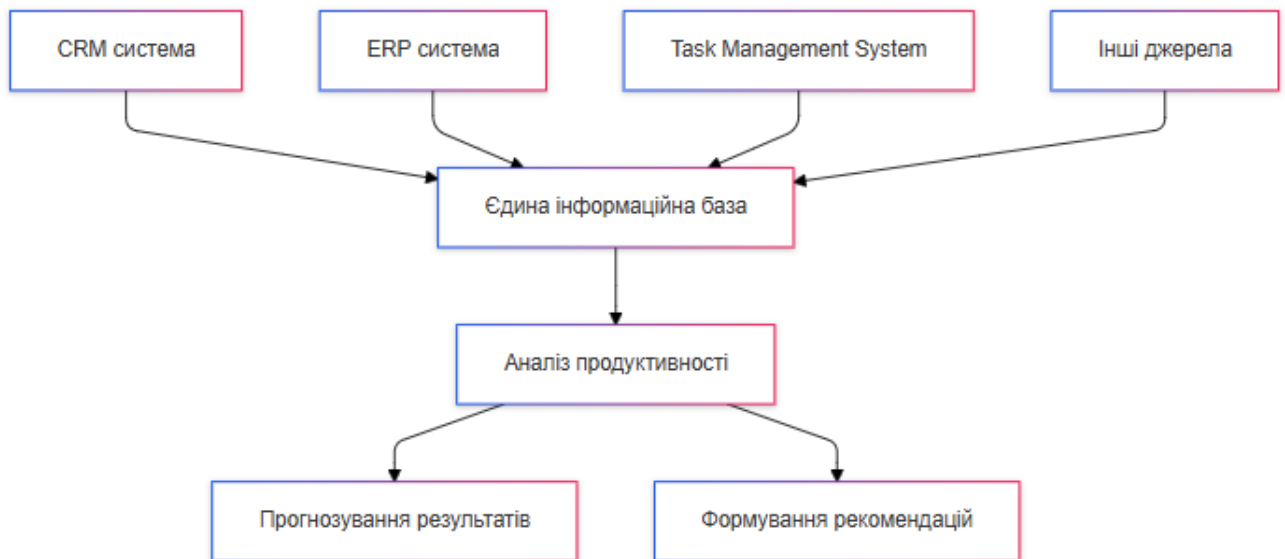 CRM система
ERP система
Task Management System
Інші джерела
Єдина інформаційна база
Аналіз продуктивності
Прогнозування результатів
Формування рекомендацій